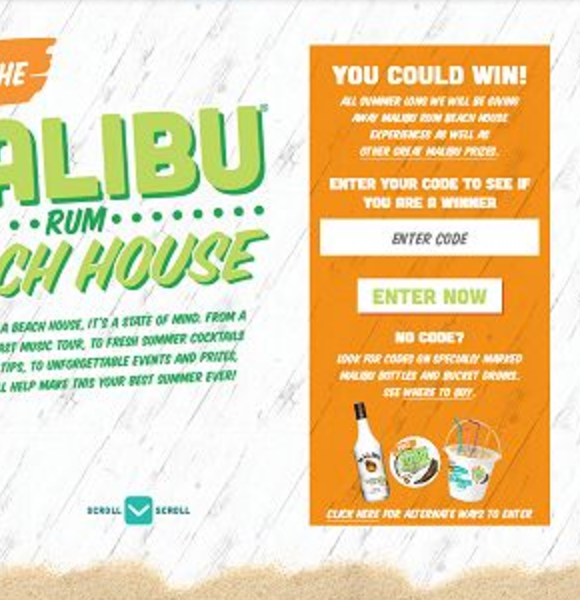 HE
ALIBU
RUM
CH HOUSE
A BEACH HOUSE, IT'S A STATE OF MIND. FROM A
AST MUSIC TOUR, TO FRESH SUMMER COCKTAILS
TIPS, TO UNFORGETTABLE EVENTS AND PRIZES,
LL HELP MAKE THIS YOUR BEST SUMMER EVER!
SCROLL SCROLL
YOU COULD WIN!
ALL SUMMER LONG WE WILL BE GIVING
AWAY MALIBU RUM BEACH HOUSE
EXPERIENCES AS WELL AS
OTHER GREAT MALIBU PRIZES.
ENTER YOUR CODE TO SEE IF
YOU ARE A WINNER
ENTER CODE
ENTER NOW
NO CODE?
LOOK FOR CODES ON SPECIALLY MARKED
MALIBU BOTTLES AND BUCKET DRINKS.
SEE WHERE TO BUY.
MALIBU
CLICK HERE FOR ALTERNATE WAYS TO ENTER